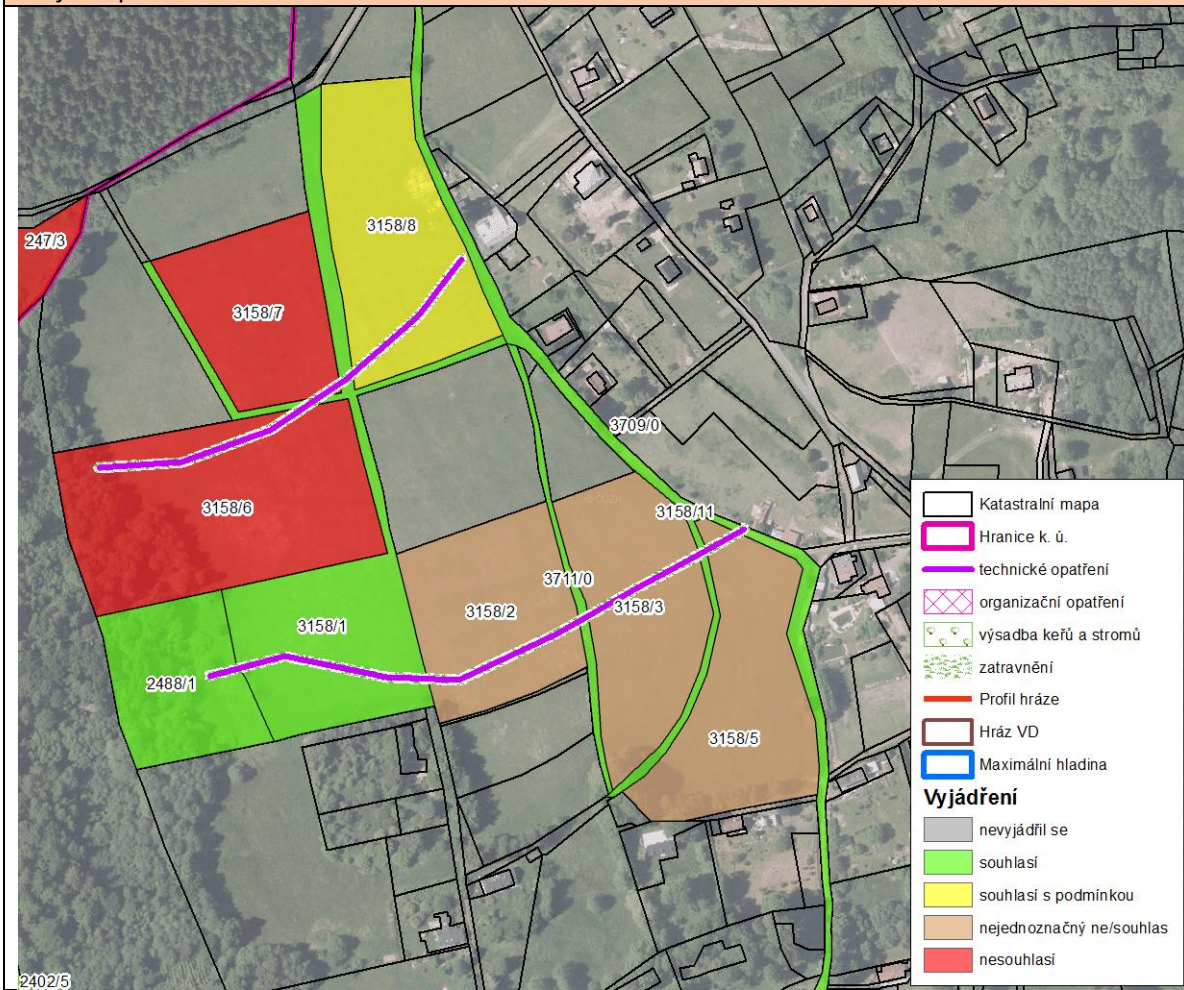 247/3
3158/8
3158/7
3709/0
3158/6
3158/11
3711/0
3158/2
3158/3
3158/1
2488/1
3158/5
2402/5
Katastralní mapa
Hranice k. ú.
technické opatření
organizační opatření
výsadba keřů a stromů
zatravnění
Profil hráze
Hráz VD
Maximální hladina
Vyjádření
nevyjádřil se
souhlasí
souhlasí s podmínkou
nejednoznačný ne/souhlas
nesouhlasí